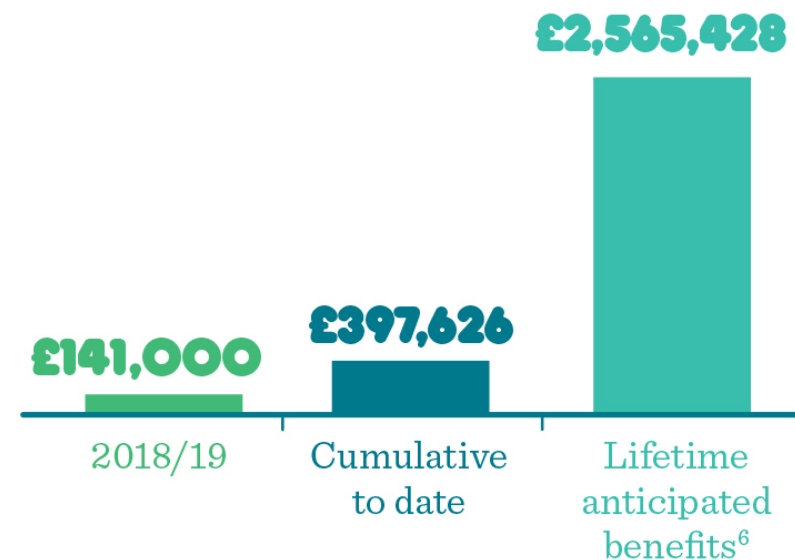 £2,565,428
£397,626
£141,000
2018/19
Cumulative
to date
Lifetime
anticipated
benefits⁶